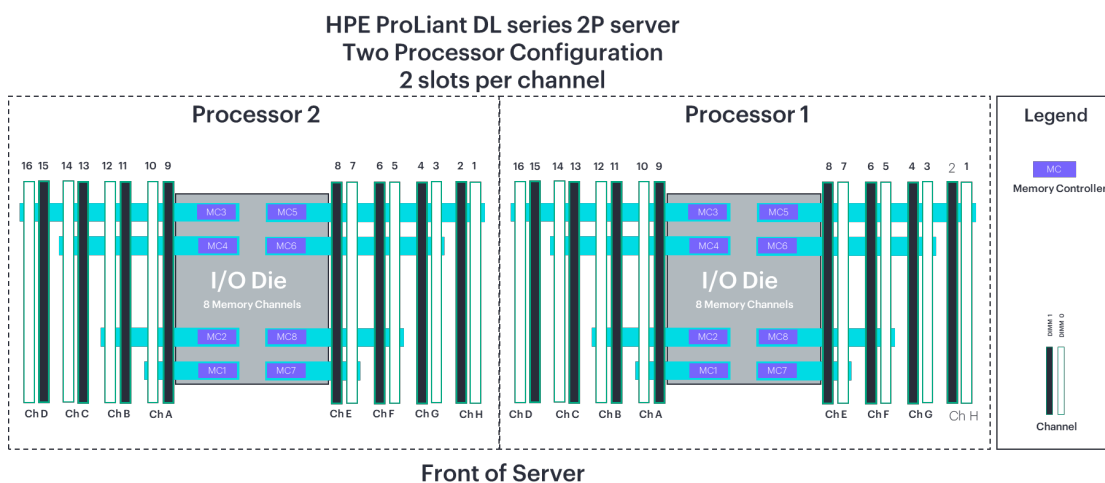 HPE ProLiant DL series 2P server
Two Processor Configuration
2 slots per channel
Processor 2
Processor 1
Legend
16 15 14 13 12 11 10 9 8 7 6 5 4 3 2 1
16 15 14 13 12 11 10 9 8 7 6 5 4 3 2 1
MC
Memory Controller
MC3 MC5
MC3 MC5
MC4 MC6
MC4 MC6
I/O Die
I/O Die
8 Memory Channels
8 Memory Channels
MC2 MC8
MC2 MC8
MC1 MC7
MC1 MC7
DIMM 1
DIMM 0
Ch D Ch C Ch B Ch A Ch E Ch F Ch G Ch H
Ch D Ch C Ch B Ch A Ch E Ch F Ch G Ch H
Channel
Front of Server